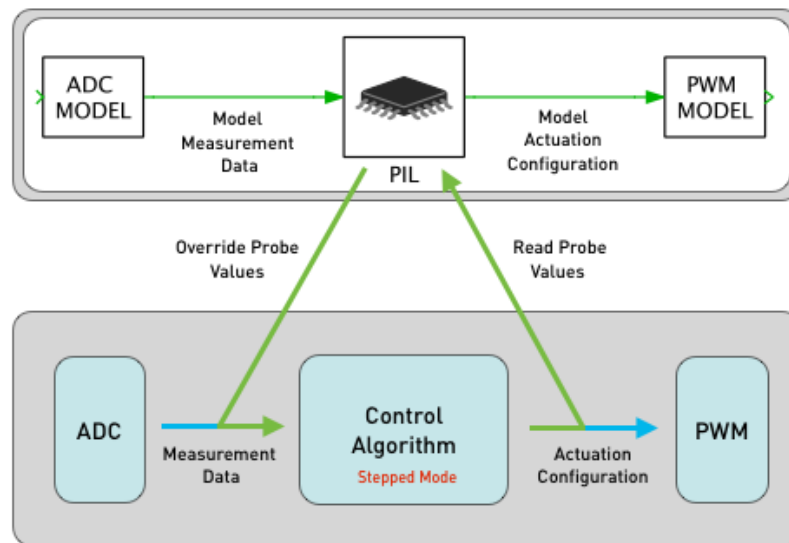 ADC
MODEL
Model
Measurement
Data
PIL
Model
Actuation
Configuration
PWM
MODEL
Override Probe
Values
Read Probe
Values
ADC
Measurement
Data
Control
Algorithm
Stepped Mode
Actuation
Configuration
PWM